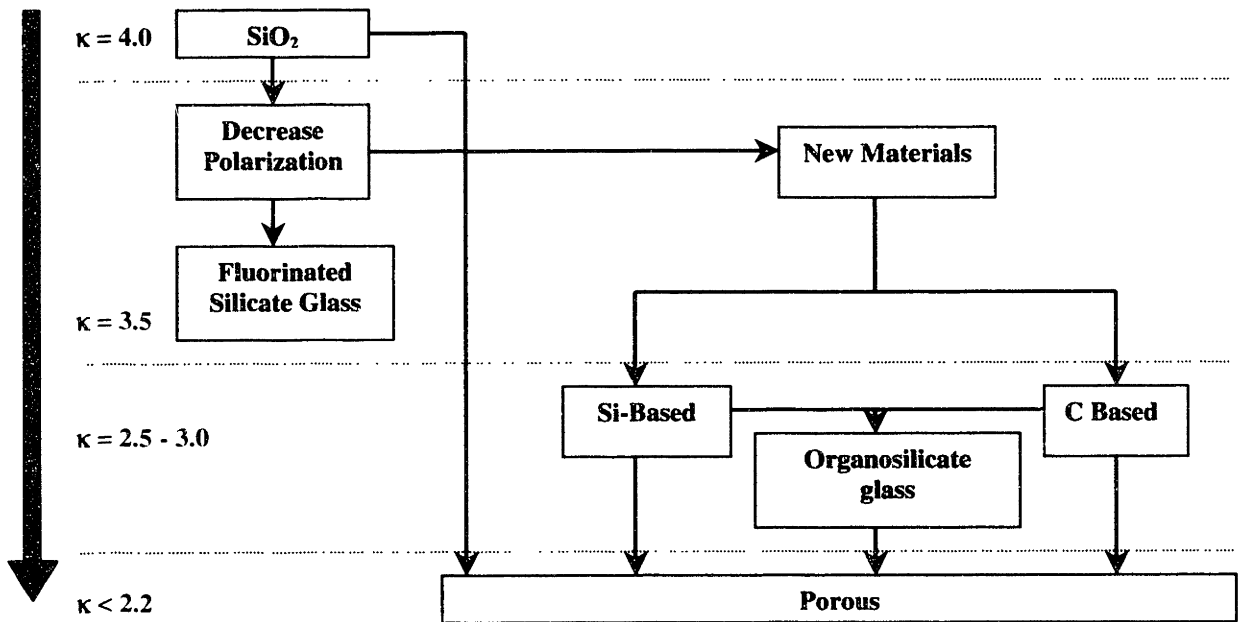 κ = 4.0
SiO₂
Decrease
Polarization
New Materials
Fluorinated
Silicate Glass
κ = 3.5
Si-Based
C Based
κ = 2.5 - 3.0
Organosilicate
glass
κ < 2.2
Porous